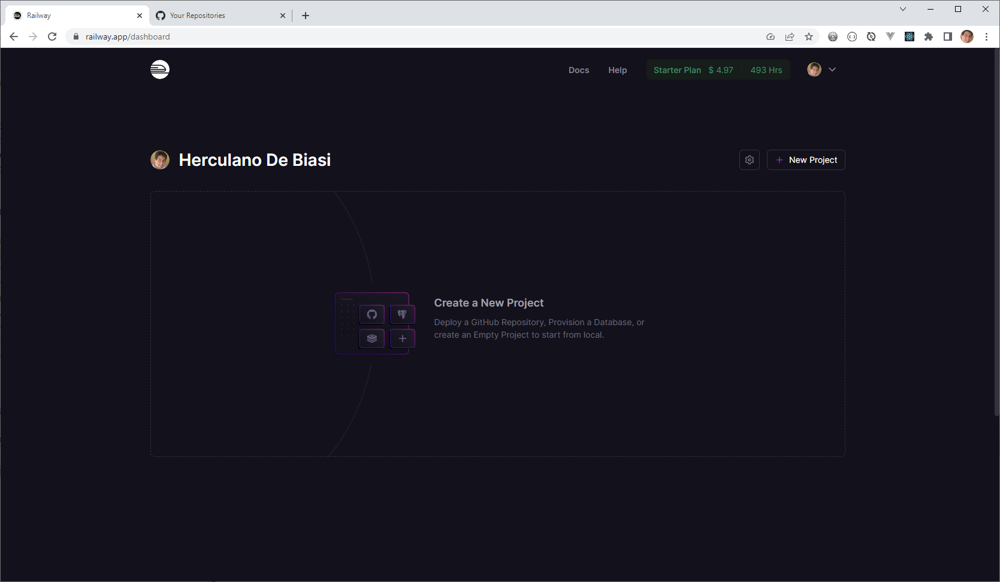 Railway
Your Repositories
railway.app/dashboard
Docs Help Starter Plan $ 4.97 493 Hrs
Herculano De Biasi
New Project
Create a New Project
Deploy a GitHub Repository, Provision a Database, or
create an Empty Project to start from local.